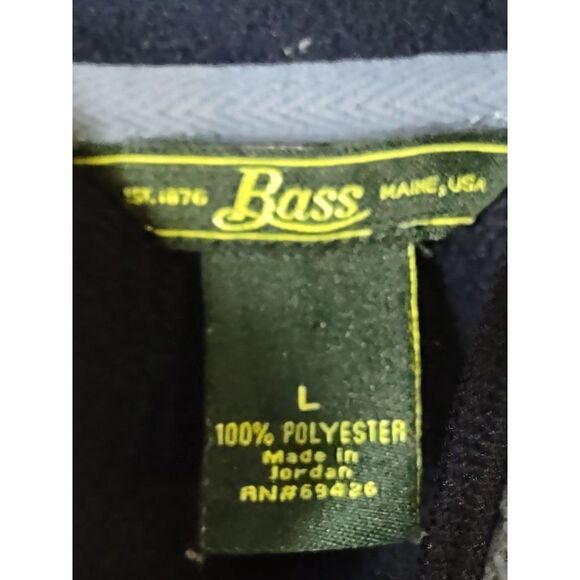 EST. 1876 Bass MAINE, USA
L
100% POLYESTER
Made in
Jordan
RN#69426